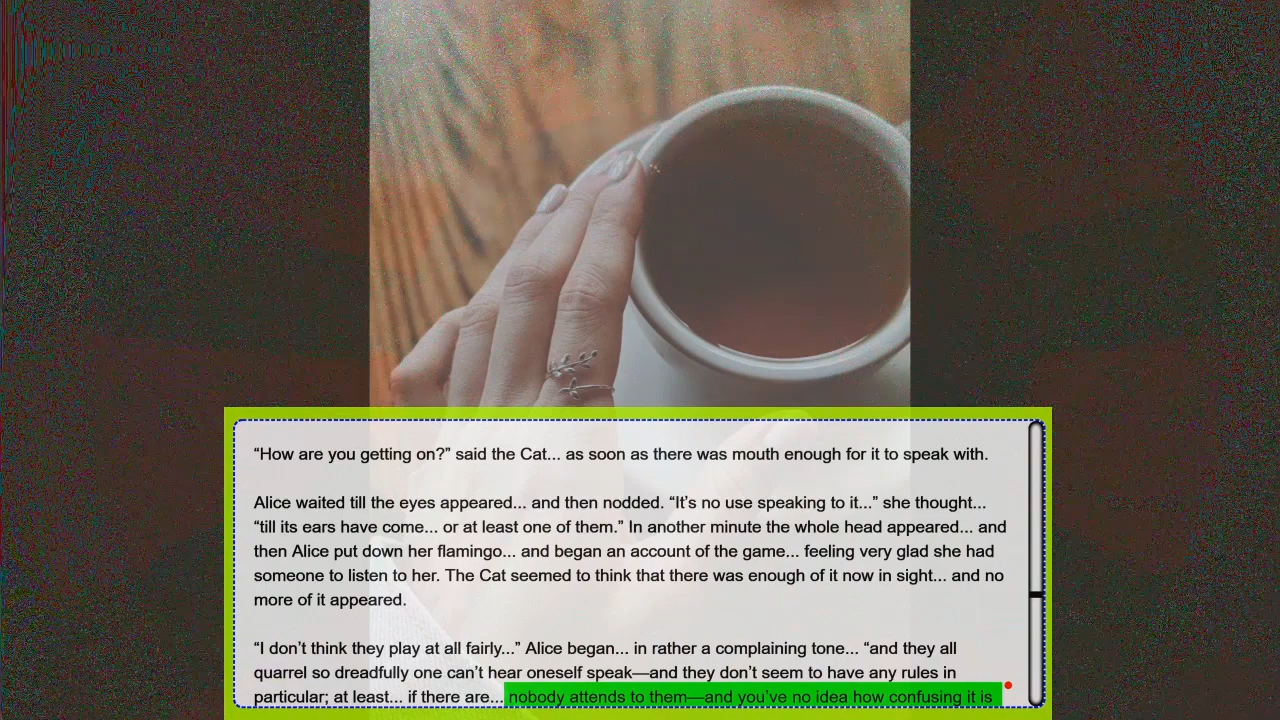 “How are you getting on?” said the Cat... as soon as there was mouth enough for it to speak with.
Alice waited till the eyes appeared... and then nodded. “It’s no use speaking to it...” she thought...
“till its ears have come... or at least one of them.” In another minute the whole head appeared... and
then Alice put down her flamingo... and began an account of the game... feeling very glad she had
someone to listen to her. The Cat seemed to think that there was enough of it now in sight... and no
more of it appeared.
“I don’t think they play at all fairly...” Alice began... in rather a complaining tone... “and they all
quarrel so dreadfully one can’t hear oneself speak—and they don’t seem to have any rules in
particular; at least... if there are... nobody attends to them—and you’ve no idea how confusing it is